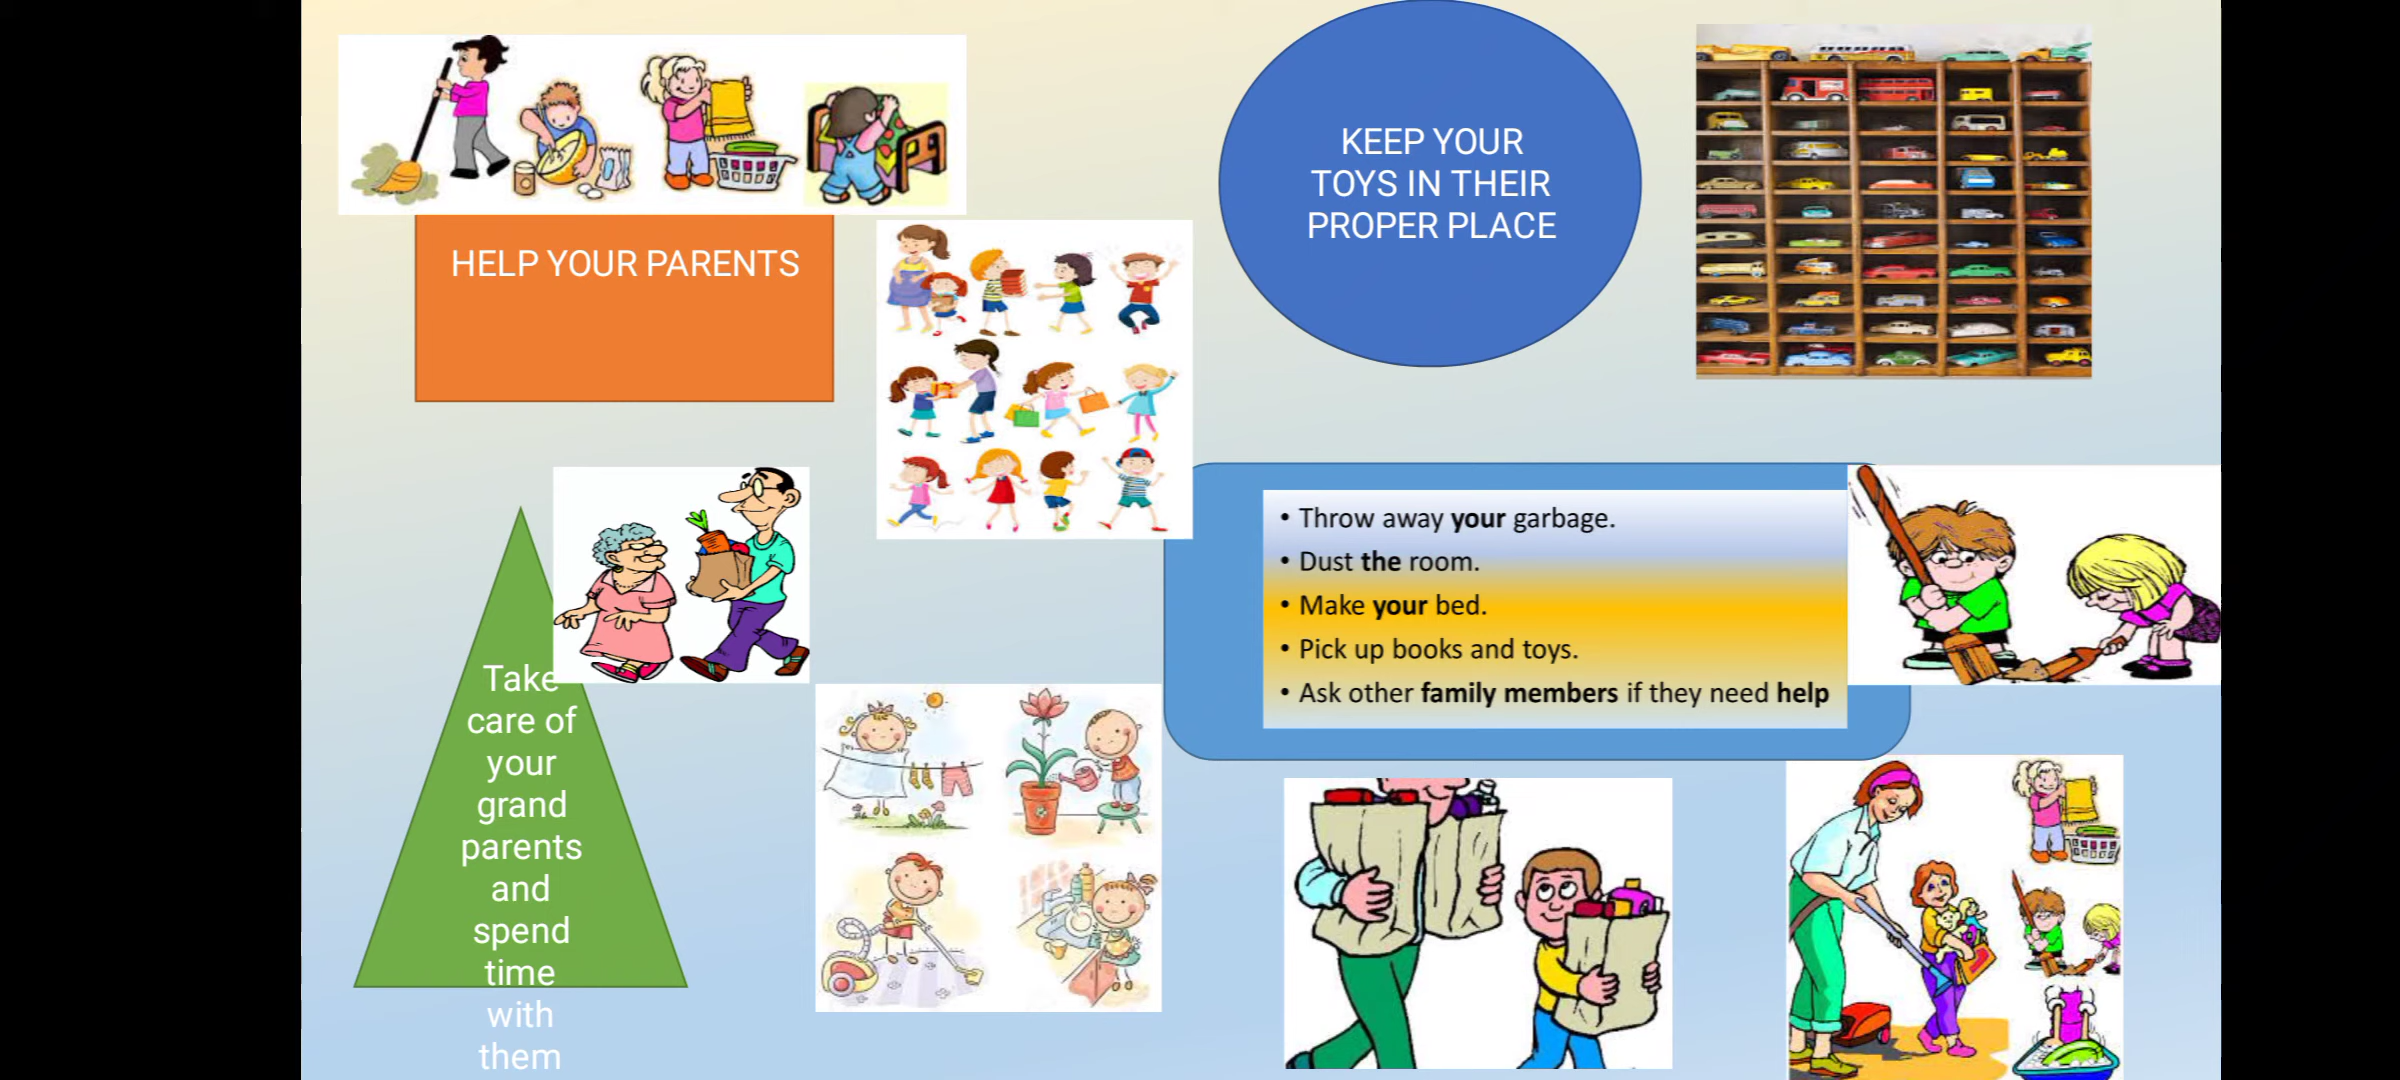 HELP YOUR PARENTS
KEEP YOUR
TOYS IN THEIR
PROPER PLACE
Take
care of
your
grand
parents
and
spend
time
with
them
• Throw away your garbage.
• Dust the room.
• Make your bed.
• Pick up books and toys.
• Ask other family members if they need help